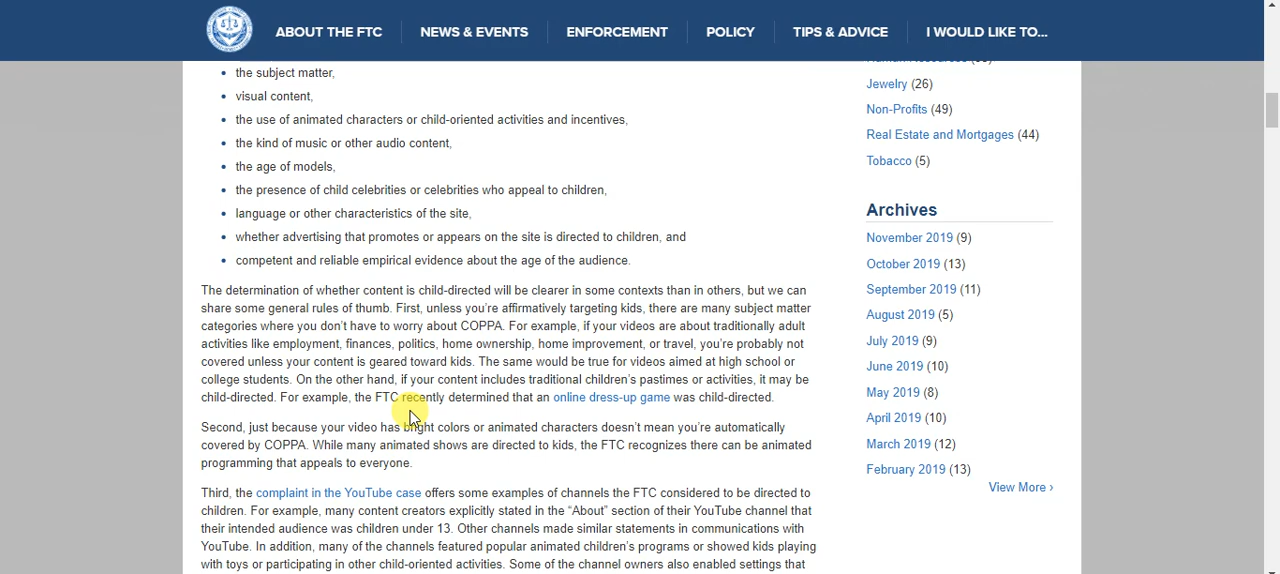 ABOUT THE FTC
NEWS & EVENTS
ENFORCEMENT
POLICY
TIPS & ADVICE
I WOULD LIKE TO...
the subject matter,
visual content,
the use of animated characters or child-oriented activities and incentives,
the kind of music or other audio content,
the age of models,
the presence of child celebrities or celebrities who appeal to children,
language or other characteristics of the site,
whether advertising that promotes or appears on the site is directed to children, and
competent and reliable empirical evidence about the age of the audience.
The determination of whether content is child-directed will be clearer in some contexts than in others, but we can
share some general rules of thumb. First, unless you’re affirmatively targeting kids, there are many subject matter
categories where you don’t have to worry about COPPA. For example, if your videos are about traditionally adult
activities like employment, finances, politics, home ownership, home improvement, or travel, you’re probably not
covered unless your content is geared toward kids. The same would be true for videos aimed at high school or
college students. On the other hand, if your content includes traditional children’s pastimes or activities, it may be
child-directed. For example, the FTC recently determined that an online dress-up game was child-directed.
Second, just because your video has bright colors or animated characters doesn’t mean you’re automatically
covered by COPPA. While many animated shows are directed to kids, the FTC recognizes there can be animated
programming that appeals to everyone.
Third, the complaint in the YouTube case offers some examples of channels the FTC considered to be directed to
children. For example, many content creators explicitly stated in the “About” section of their YouTube channel that
their intended audience was children under 13. Other channels made similar statements in communications with
YouTube. In addition, many of the channels featured popular animated children’s programs or showed kids playing
with toys or participating in other child-oriented activities. Some of the channel owners also enabled settings that
Jewelry (26)
Non-Profits (49)
Real Estate and Mortgages (44)
Tobacco (5)
Archives
November 2019 (9)
October 2019 (13)
September 2019 (11)
August 2019 (5)
July 2019 (9)
June 2019 (10)
May 2019 (8)
April 2019 (10)
March 2019 (12)
February 2019 (13)
View More ›